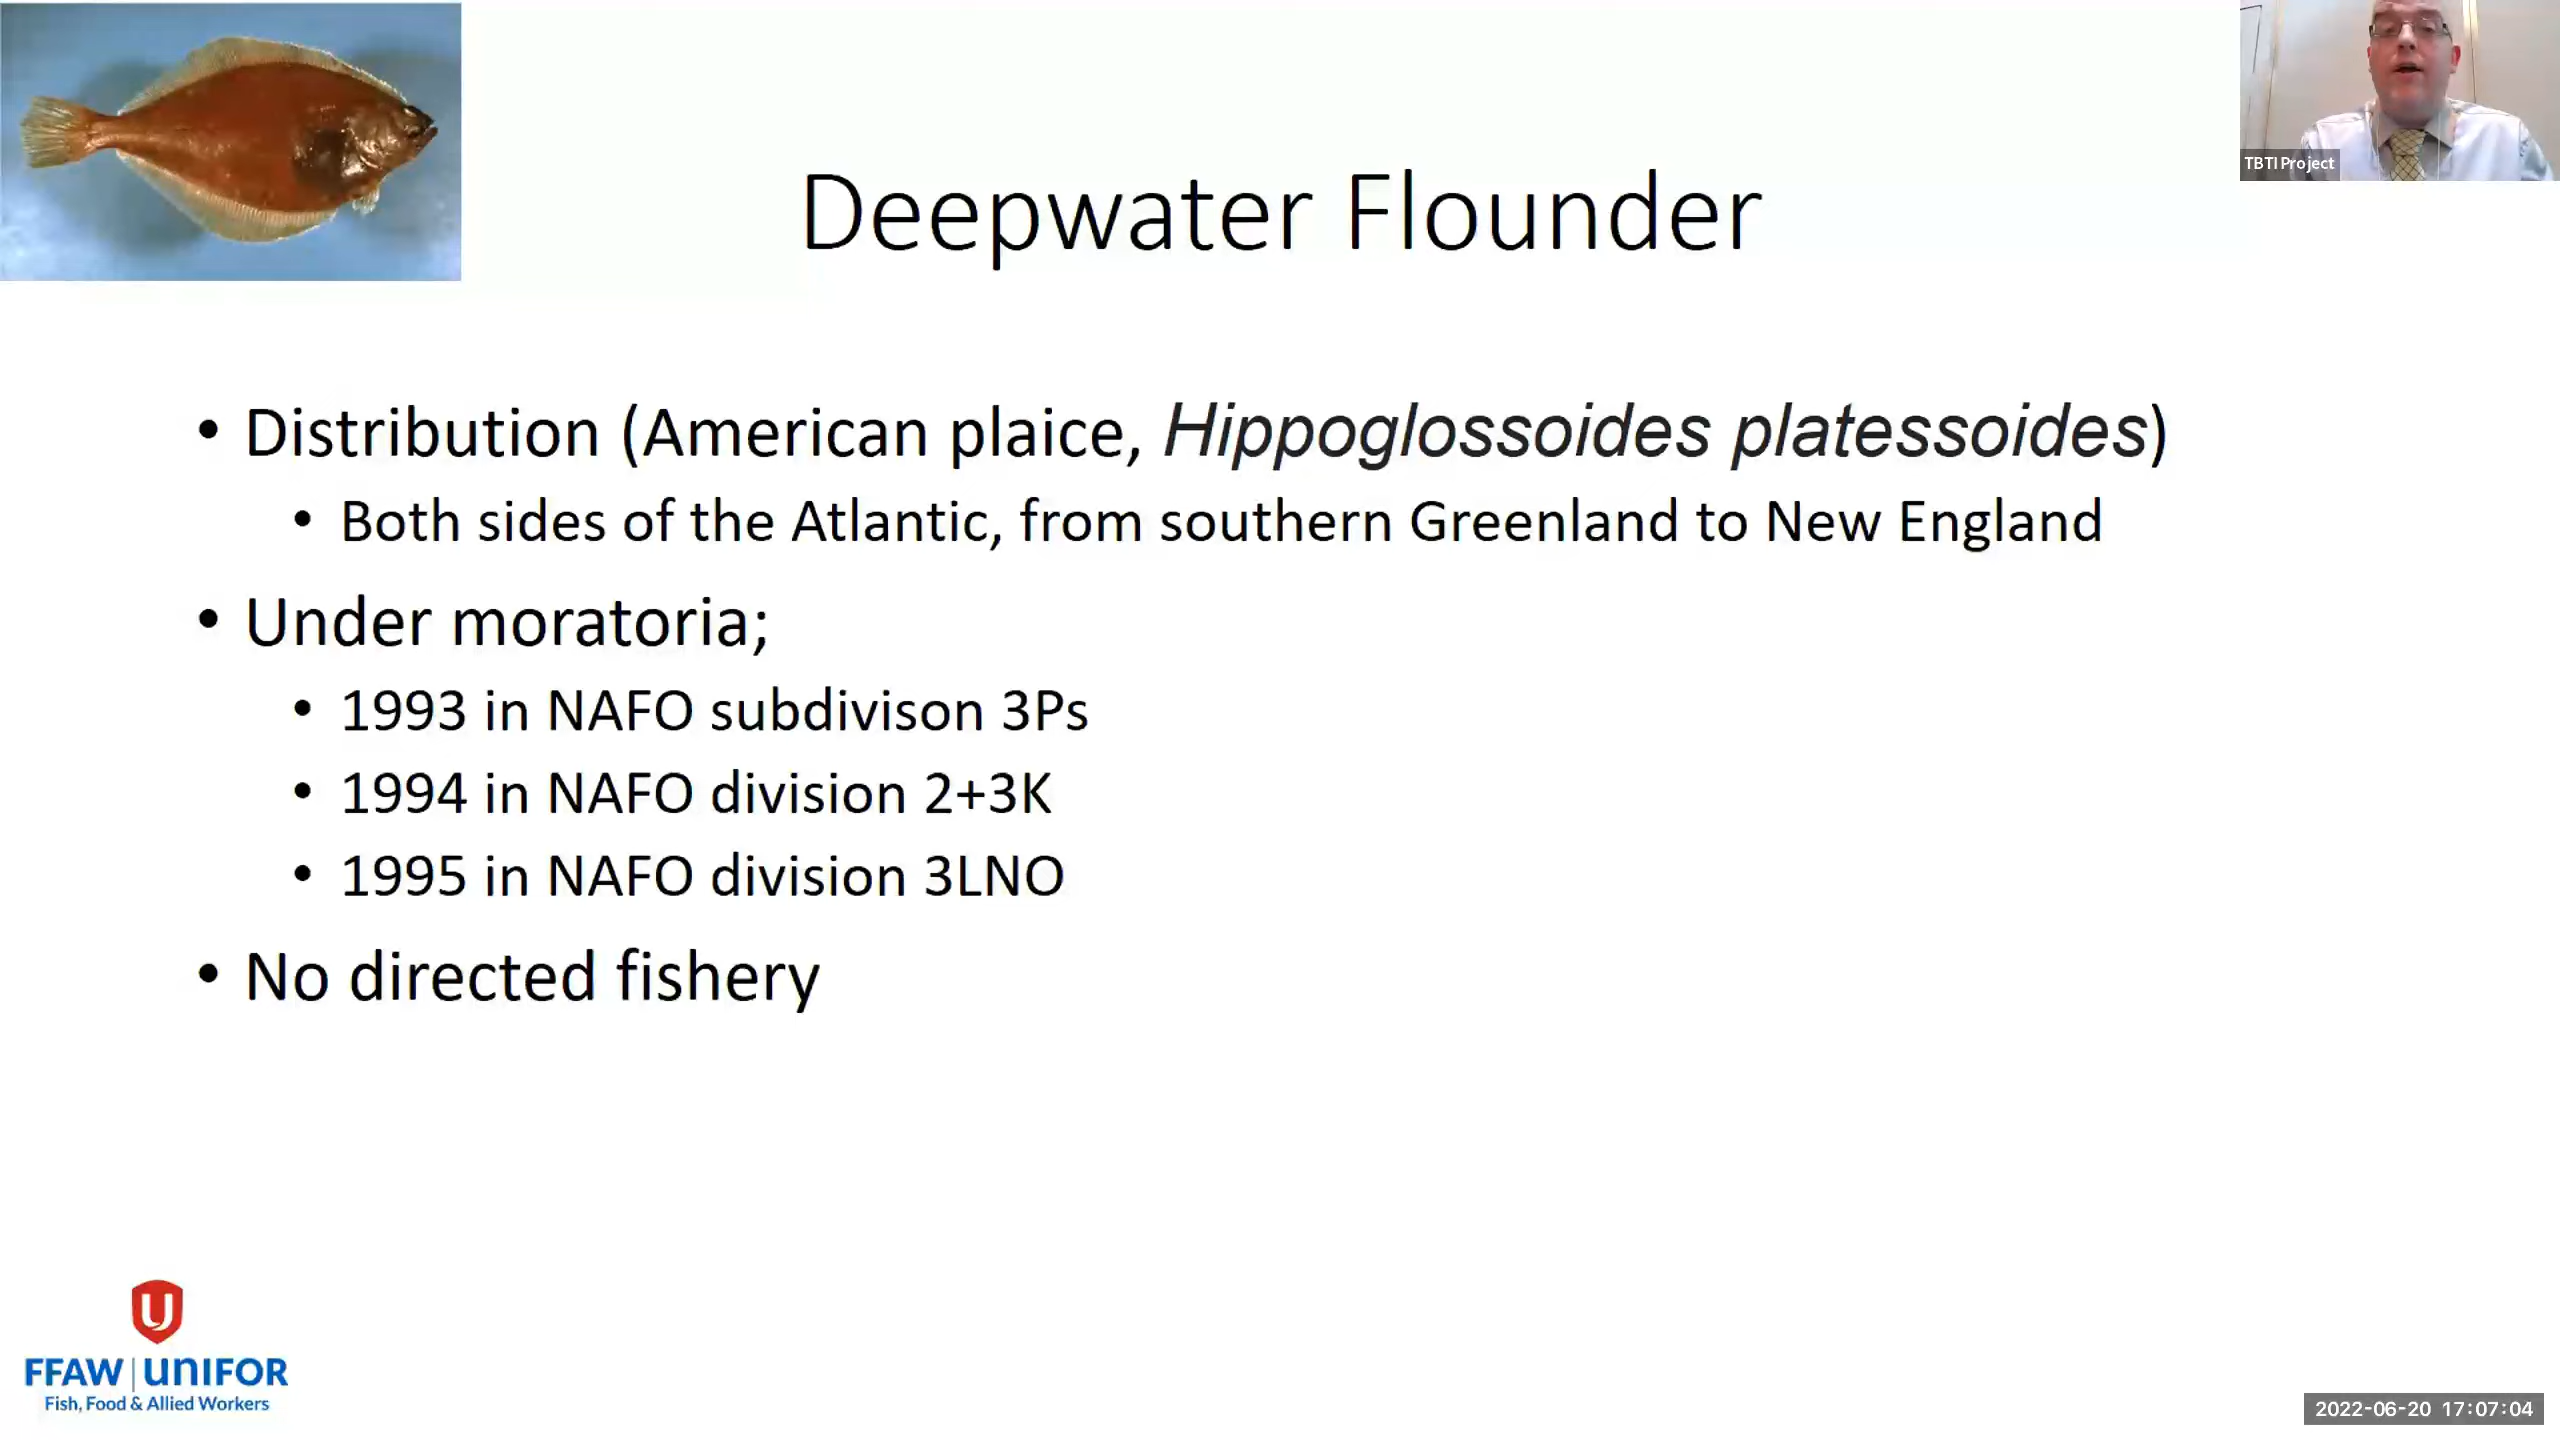 TBTI Project
Deepwater Flounder
• Distribution (American plaice, Hippoglossoides platessoides)
• Both sides of the Atlantic, from southern Greenland to New England
• Under moratoria;
• 1993 in NAFO subdivison 3Ps
• 1994 in NAFO division 2+3K
• 1995 in NAFO division 3LNO
• No directed fishery
U
FFAW | UNIFOR
Fish, Food & Allied Workers
2022-06-20 17:07:04